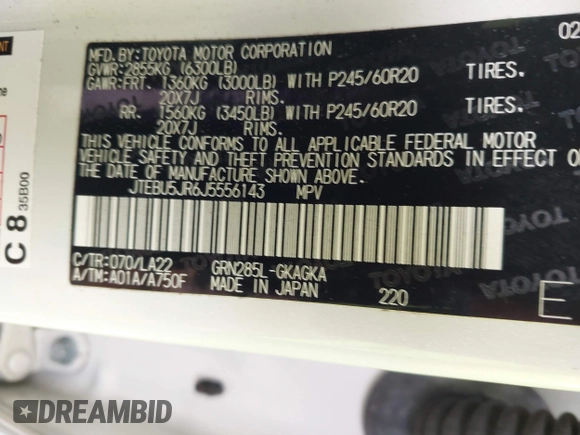 02
MFD.BY:TOYOTA MOTOR CORPORATION
GVWR:2855KG (6300LB)
GAWR:FRT. 1360KG (3000LB) WITH P245/60R20 TIRES.
20X7J RIMS.
RR. 1560KG (3450LB) WITH P245/60R20 TIRES.
20X7J RIMS.
THIS VEHICLE CONFORMS TO ALL APPLICABLE FEDERAL MOTOR
VEHICLE SAFETY AND THEFT PREVENTION STANDARDS IN EFFECT O
THE DATE OF MANUFACTURE SHOWN ABOVE.
JTEBU5JR6J5556143 MPV
C/TR:070/LA22 GRN285L-GKAGKA
A/TM:A01A/A750F MADE IN JAPAN 220
E
C 8
35B00
TOYOTA
DREAMBID